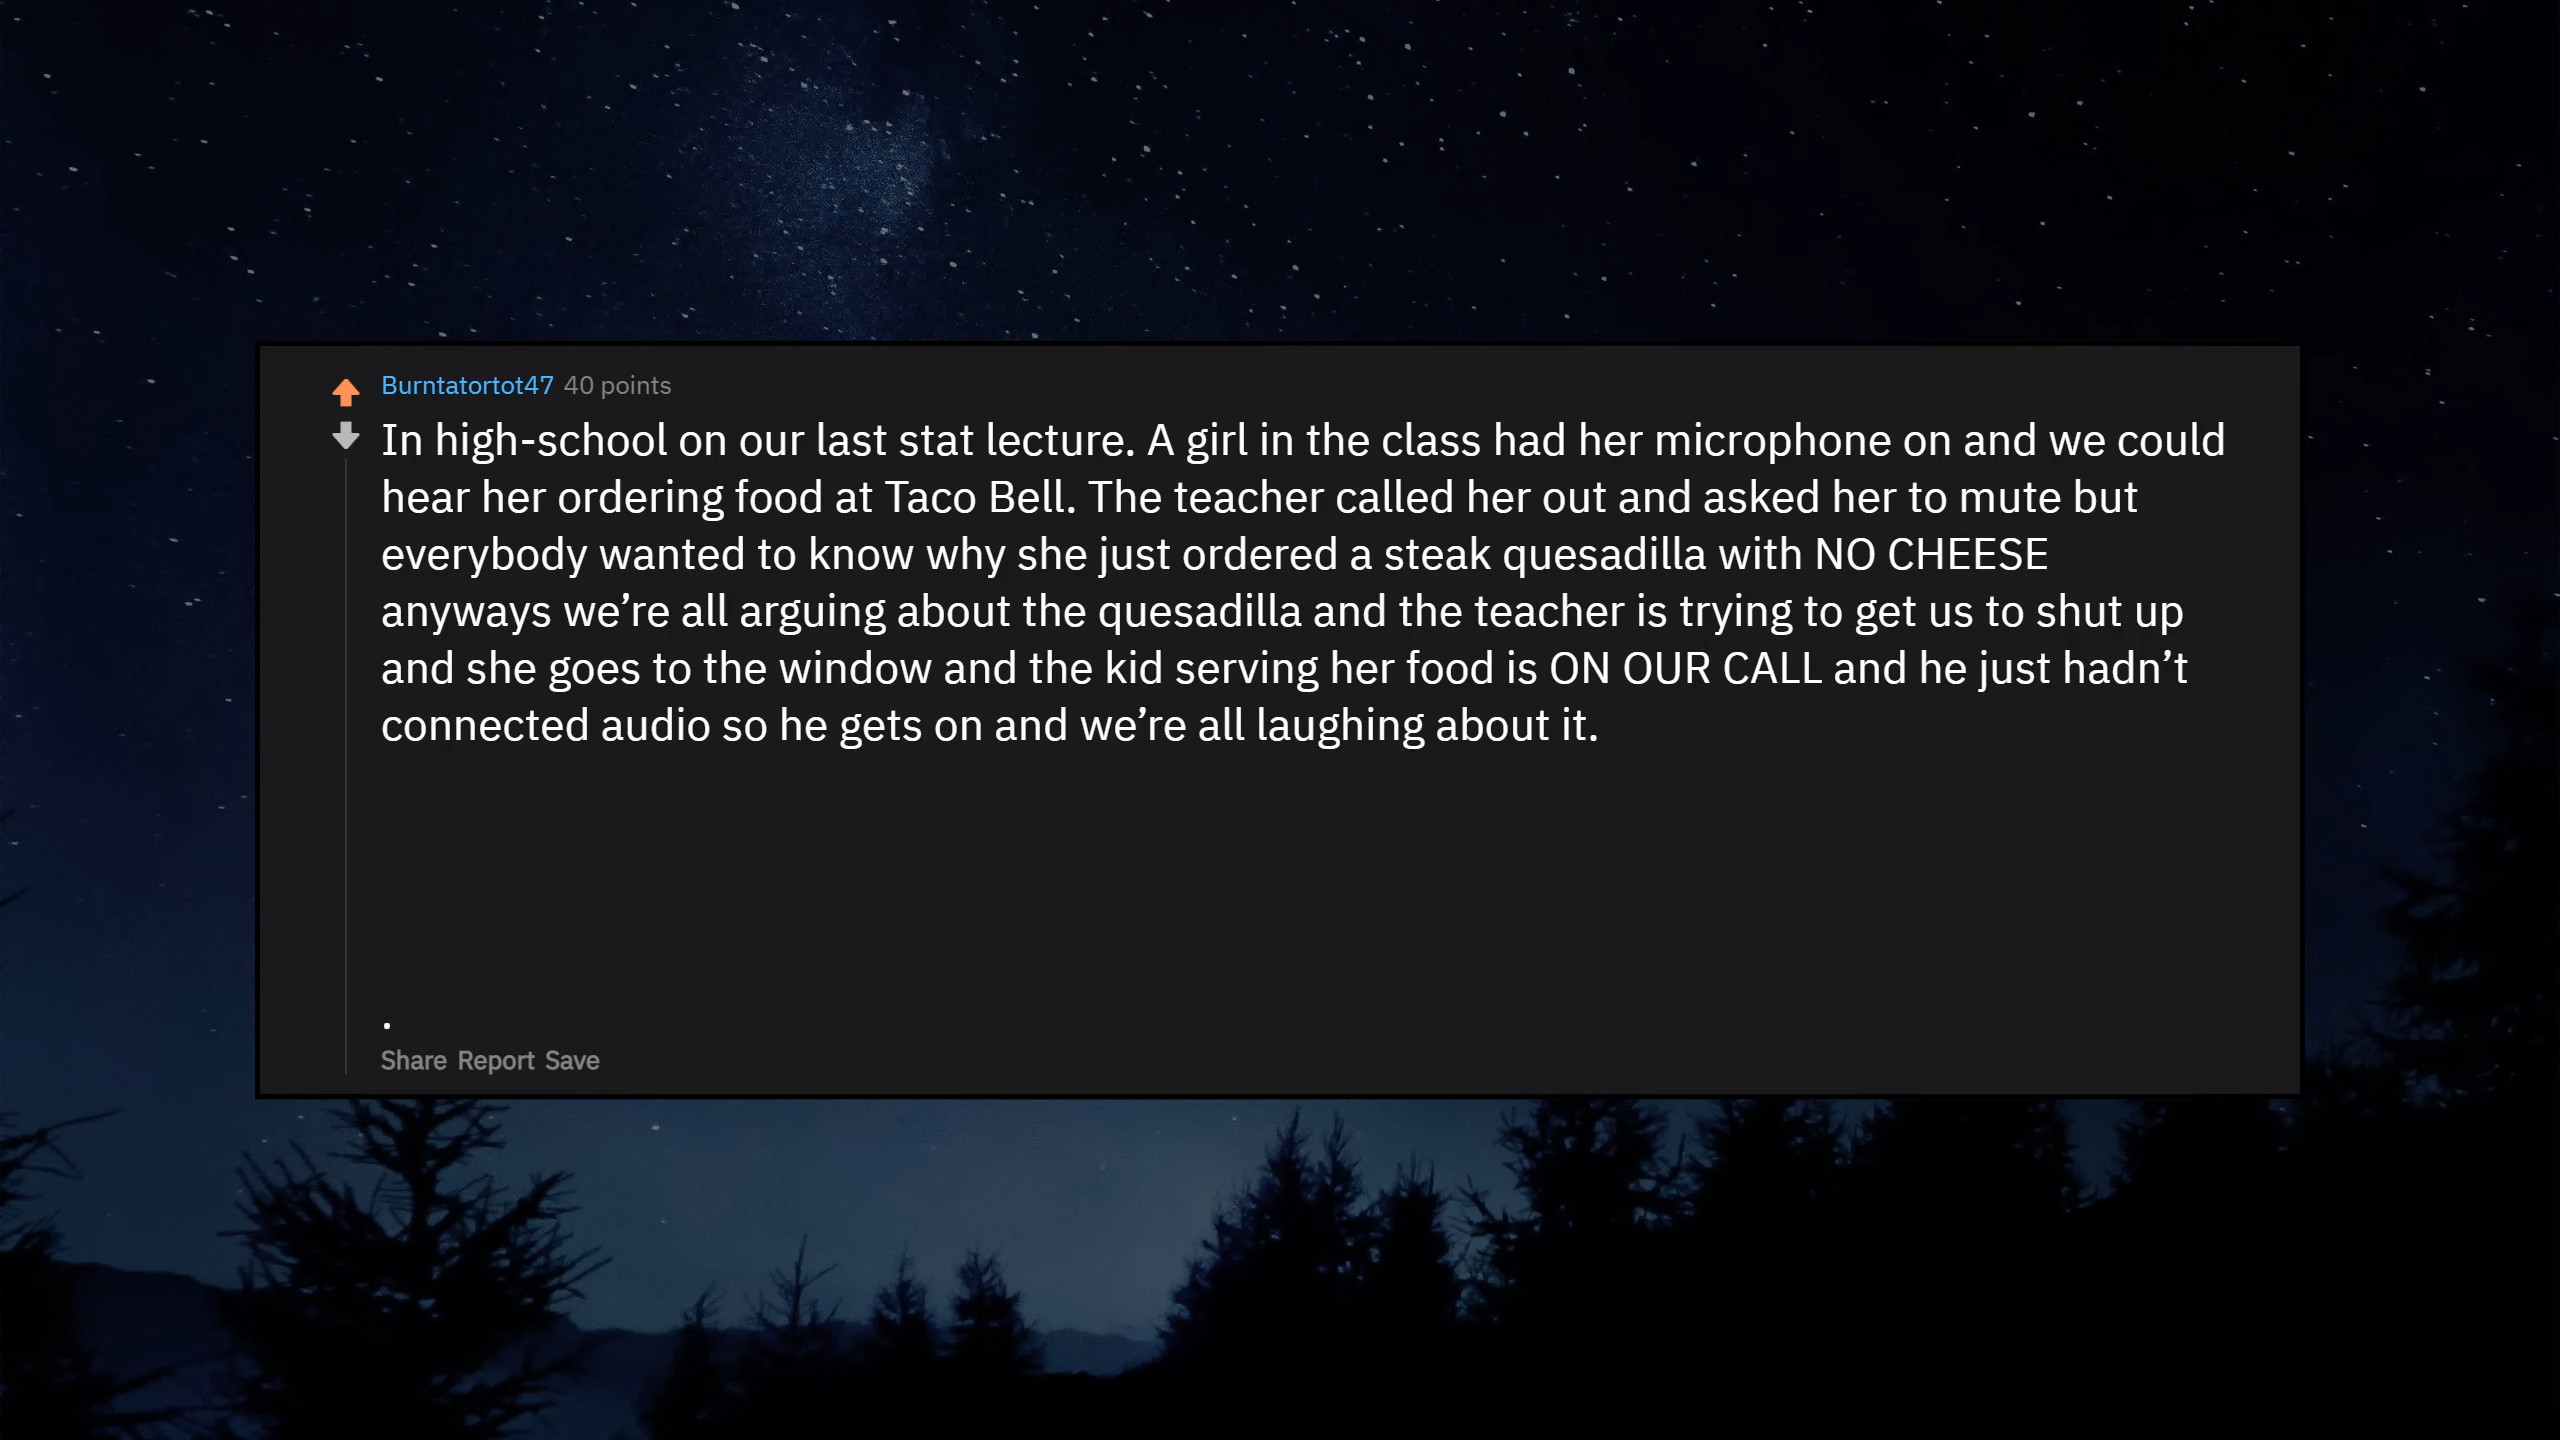 Burntatortot47 40 points
In high-school on our last stat lecture. A girl in the class had her microphone on and we could
hear her ordering food at Taco Bell. The teacher called her out and asked her to mute but
everybody wanted to know why she just ordered a steak quesadilla with NO CHEESE
anyways we’re all arguing about the quesadilla and the teacher is trying to get us to shut up
and she goes to the window and the kid serving her food is ON OUR CALL and he just hadn’t
connected audio so he gets on and we’re all laughing about it.
.
Share Report Save